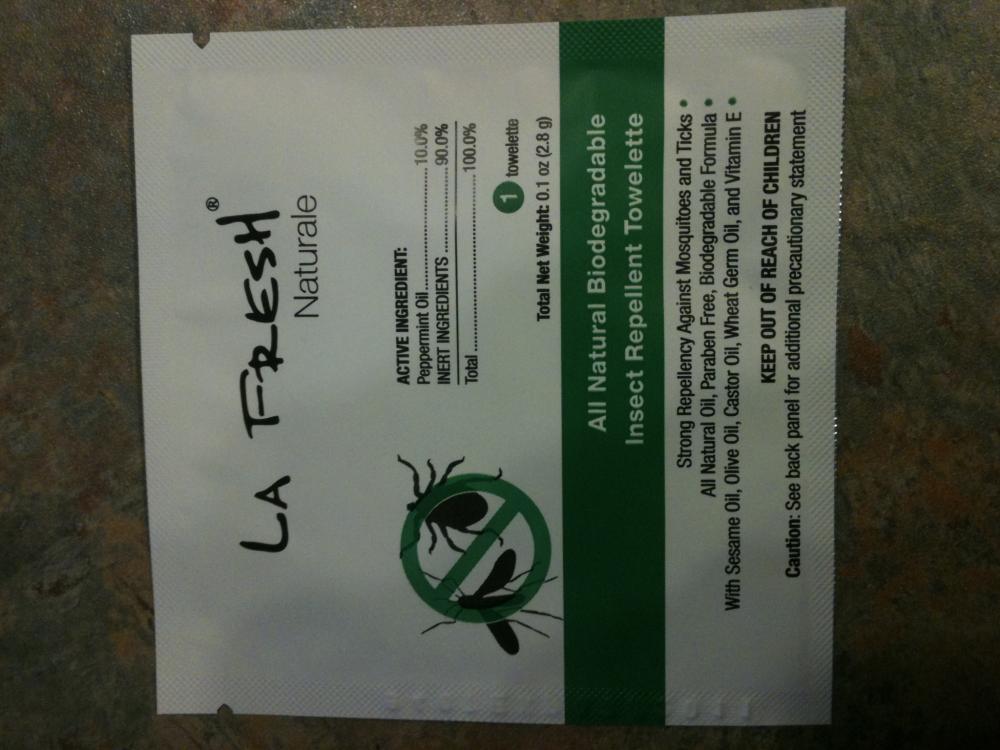 LA FRESH®
Naturale
ACTIVE INGREDIENT:
Peppermint Oil..........................10.0%
INERT INGREDIENTS..................90.0%
Total.......................................100.0%
1 towelette
Total Net Weight: 0.1 oz (2.8 g)
All Natural Biodegradable
Insect Repellent Towelette
Strong Repellency Against Mosquitoes and Ticks •
All Natural Oil, Paraben Free, Biodegradable Formula •
With Sesame Oil, Olive Oil, Castor Oil, Wheat Germ Oil, and Vitamin E •
KEEP OUT OF REACH OF CHILDREN
Caution: See back panel for additional precautionary statement